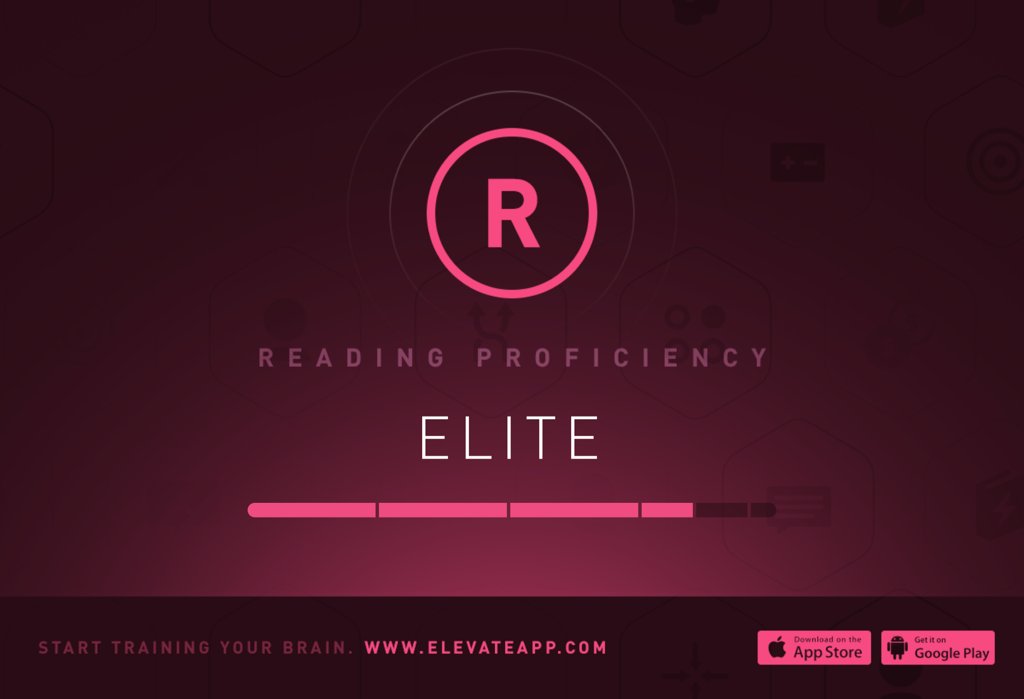 R
READING PROFICIENCY
ELITE
START TRAINING YOUR BRAIN. WWW.ELEVATEAPP.COM
Download on the
App Store
Get it on
Google Play